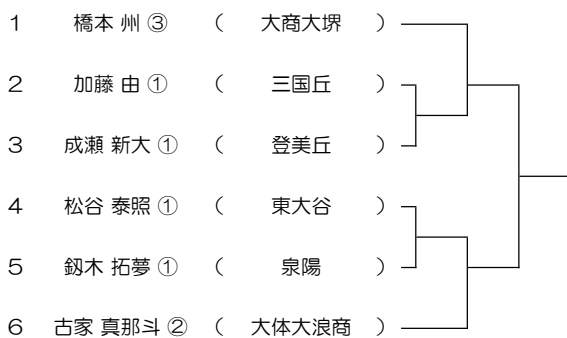 1 橋本 州 ③ ( 大商大堺 )
2 加藤 由 ① ( 三国丘 )
3 成瀬 新大 ① ( 登美丘 )
4 松谷 泰照 ① ( 東大谷 )
5 釼木 拓夢 ① ( 泉陽 )
6 古家 真那斗 ② ( 大体大浪商 )